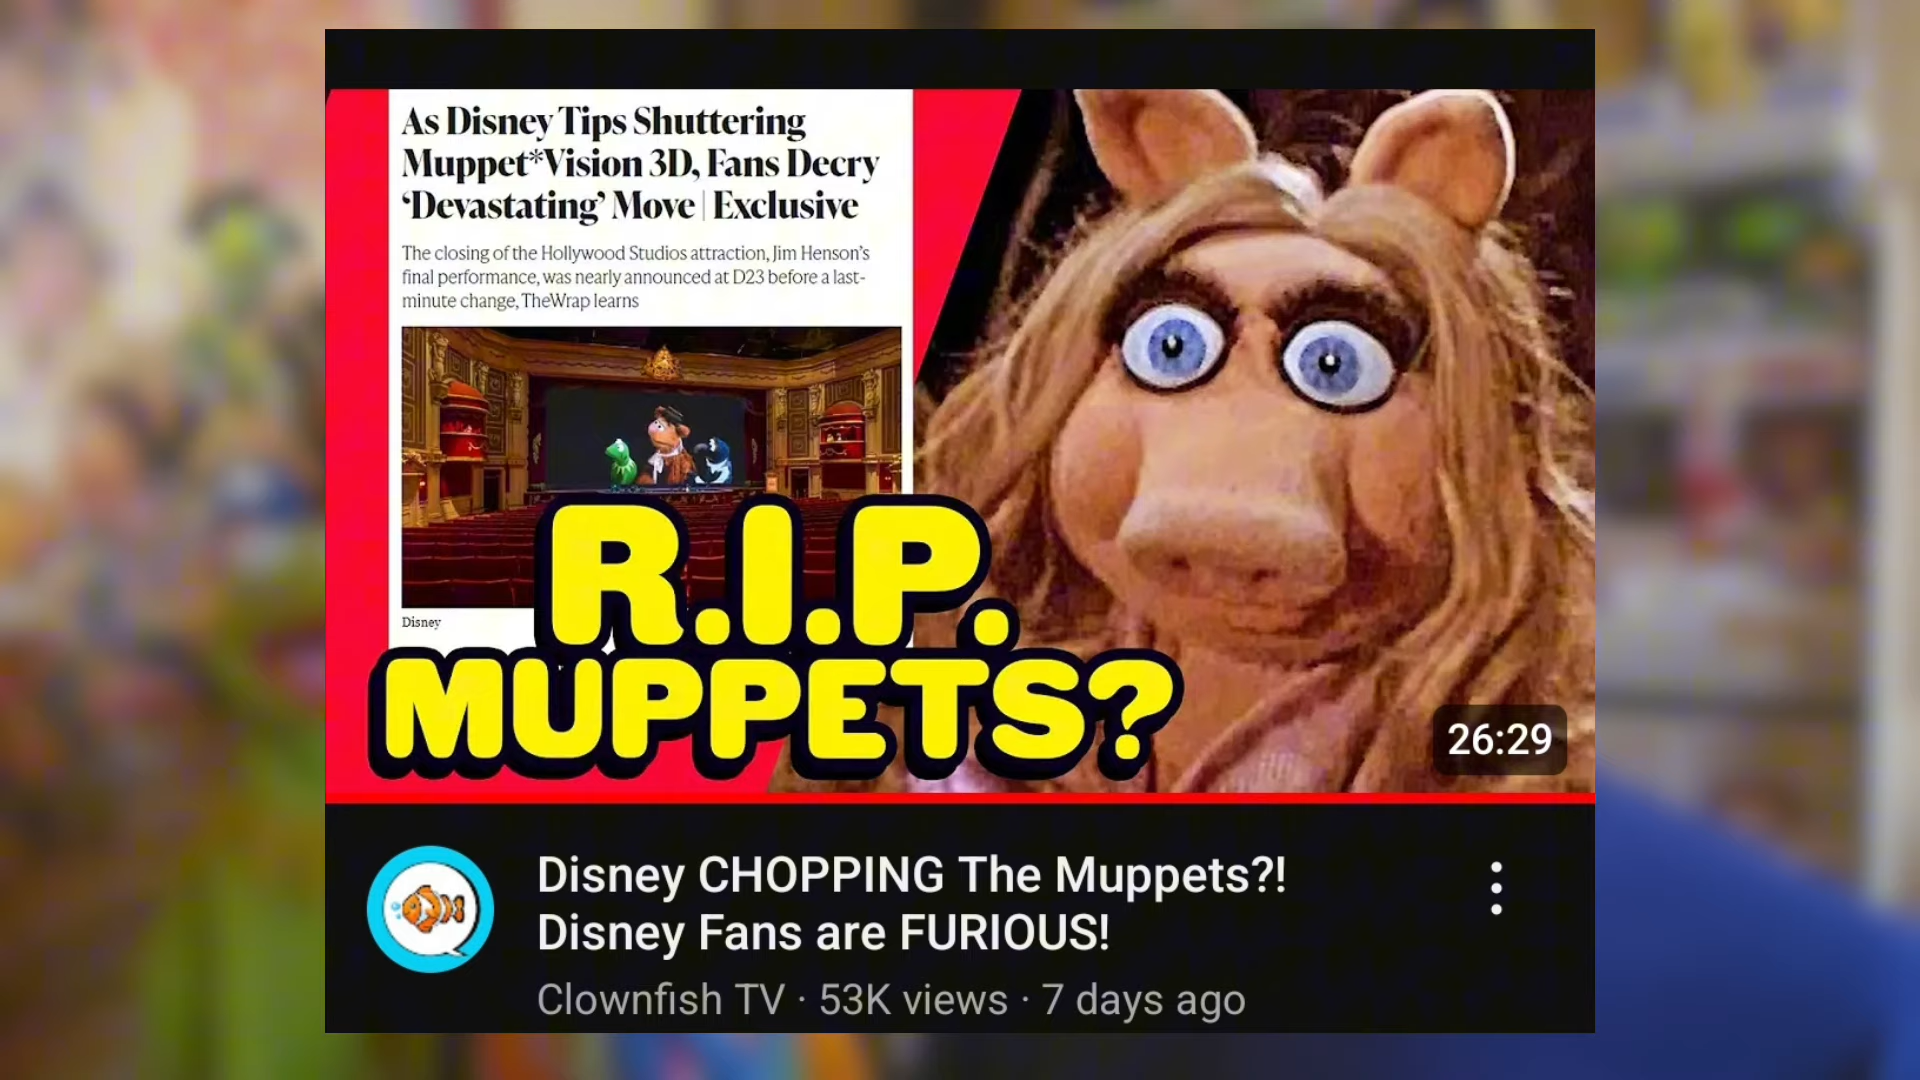 As Disney Tips Shuttering
Muppet*Vision 3D, Fans Decry
‘Devastating’ Move | Exclusive
The closing of the Hollywood Studios attraction, Jim Henson’s
final performance, was nearly announced at D23 before a last-
minute change, TheWrap learns
Disney
R.I.P.
MUPPETS?
26:29
Disney CHOPPING The Muppets?!
Disney Fans are FURIOUS!
Clownfish TV · 53K views · 7 days ago